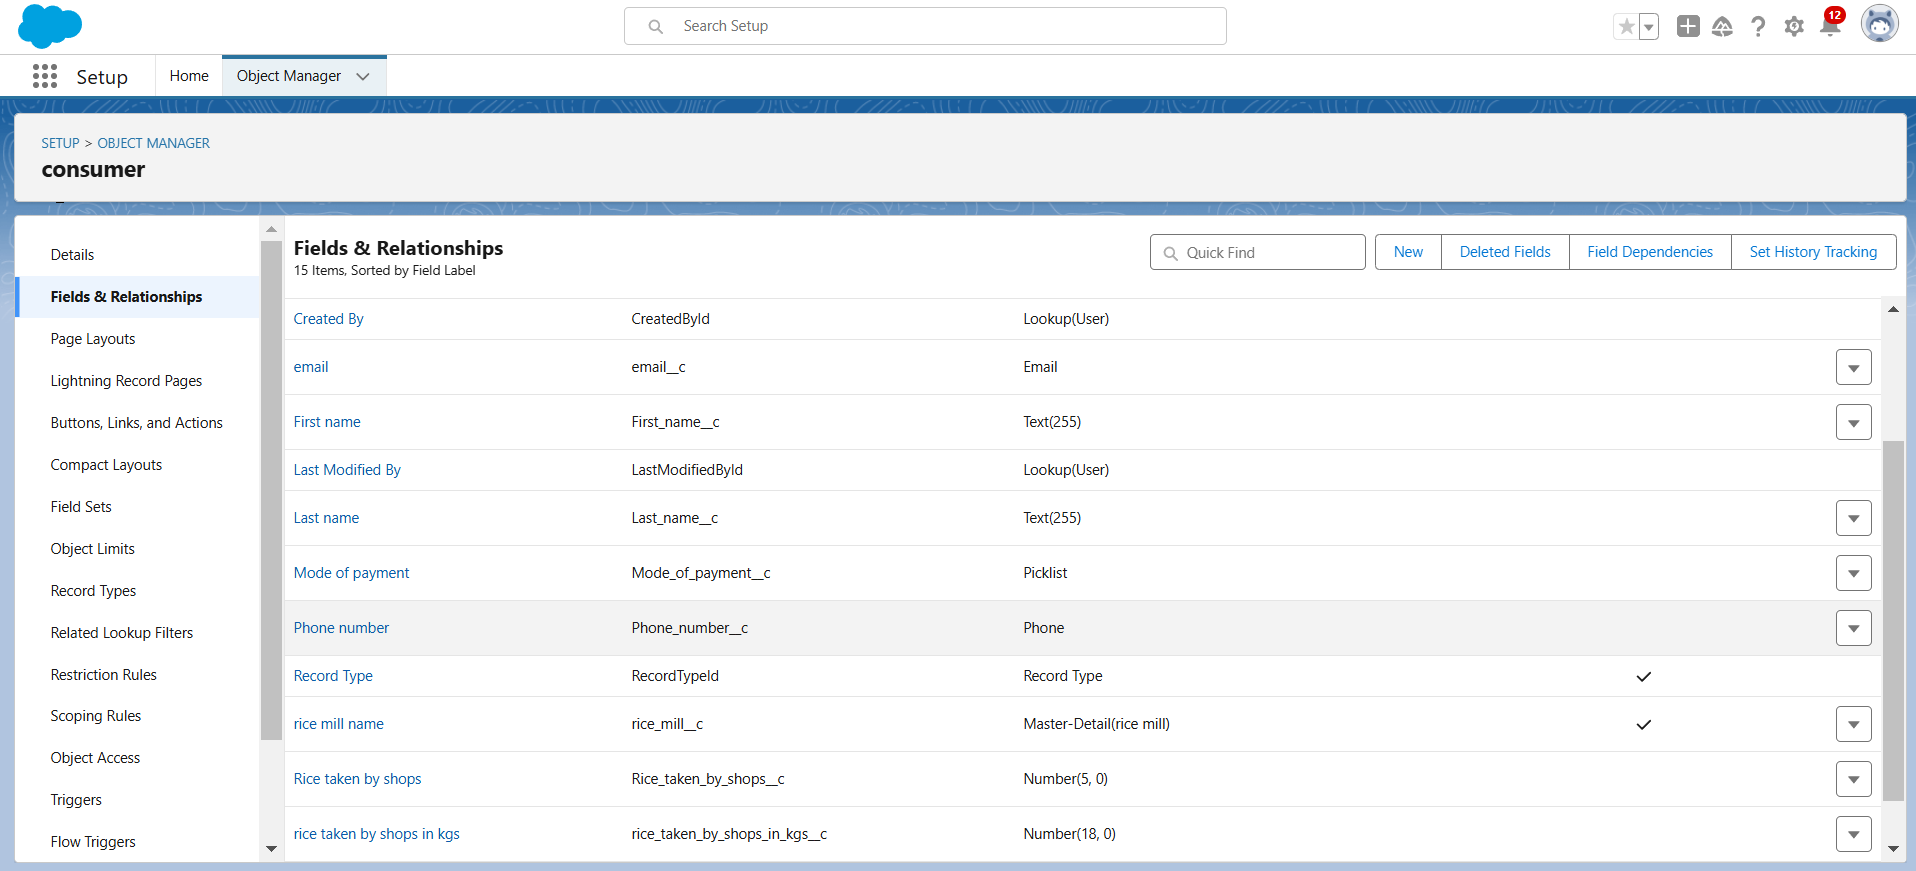 Search Setup
12
Setup
Home
Object Manager
SETUP > OBJECT MANAGER
consumer
Details
Fields & Relationships
Page Layouts
Lightning Record Pages
Buttons, Links, and Actions
Compact Layouts
Field Sets
Object Limits
Record Types
Related Lookup Filters
Restriction Rules
Scoping Rules
Object Access
Triggers
Flow Triggers
Fields & Relationships
15 Items, Sorted by Field Label
Quick Find
New
Deleted Fields
Field Dependencies
Set History Tracking
Created By CreatedById Lookup(User)
email email__c Email
First name First_name__c Text(255)
Last Modified By LastModifiedById Lookup(User)
Last name Last_name__c Text(255)
Mode of payment Mode_of_payment__c Picklist
Phone number Phone_number__c Phone
Record Type RecordTypeId Record Type
rice mill name rice_mill__c Master-Detail(rice mill)
Rice taken by shops Rice_taken_by_shops__c Number(5, 0)
rice taken by shops in kgs rice_taken_by_shops_in_kgs__c Number(18, 0)